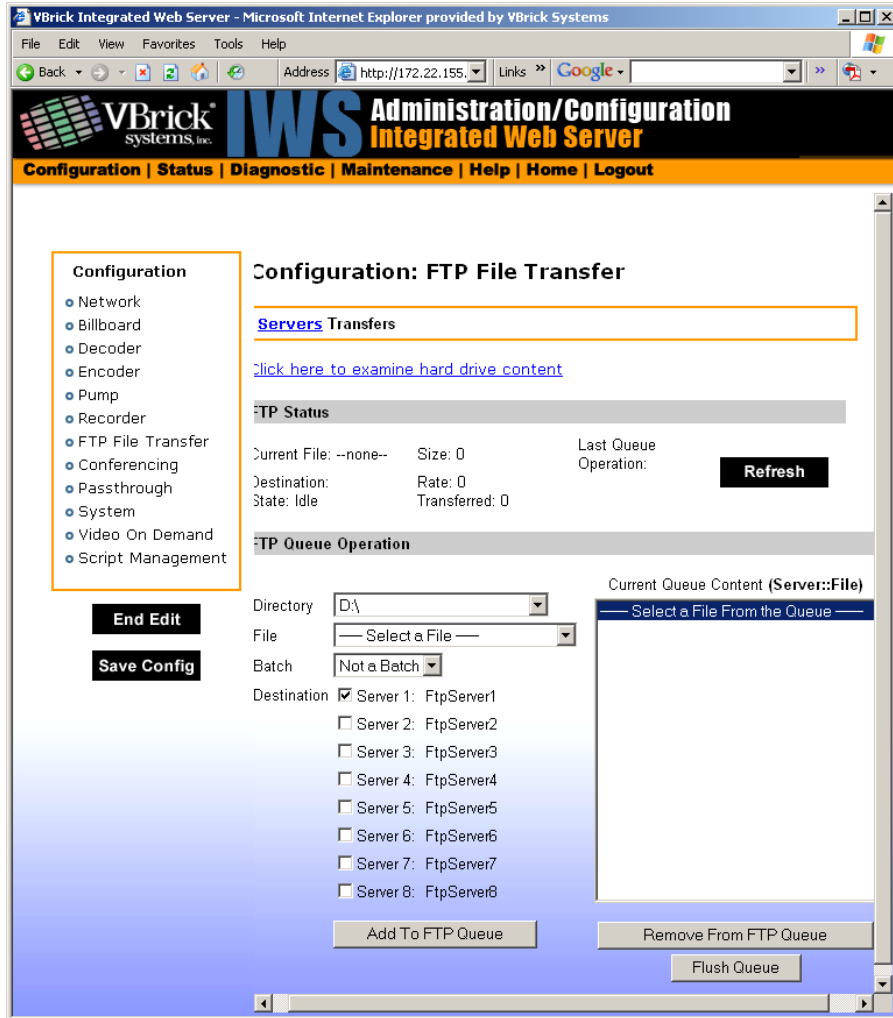 VBrick Integrated Web Server - Microsoft Internet Explorer provided by VBrick Systems
File Edit View Favorites Tools Help
Back Address http://172.22.155. Links » Google »
VBrick systems, inc. IWS Administration/Configuration
Integrated Web Server
Configuration | Status | Diagnostic | Maintenance | Help | Home | Logout
Configuration
Network
Billboard
Decoder
Encoder
Pump
Recorder
FTP File Transfer
Conferencing
Passthrough
System
Video On Demand
Script Management
End Edit
Save Config
Configuration: FTP File Transfer
Servers Transfers
Click here to examine hard drive content
FTP Status
Current File: --none-- Size: 0 Last Queue Operation: Refresh
Destination: Rate: 0
State: Idle Transferred: 0
FTP Queue Operation
Directory D:\
File —— Select a File ——
Batch Not a Batch
Destination Server 1: FtpServer1
Server 2: FtpServer2
Server 3: FtpServer3
Server 4: FtpServer4
Server 5: FtpServer5
Server 6: FtpServer6
Server 7: FtpServer7
Server 8: FtpServer8
Add To FTP Queue
Current Queue Content (Server::File)
—— Select a File From the Queue ——
Remove From FTP Queue
Flush Queue